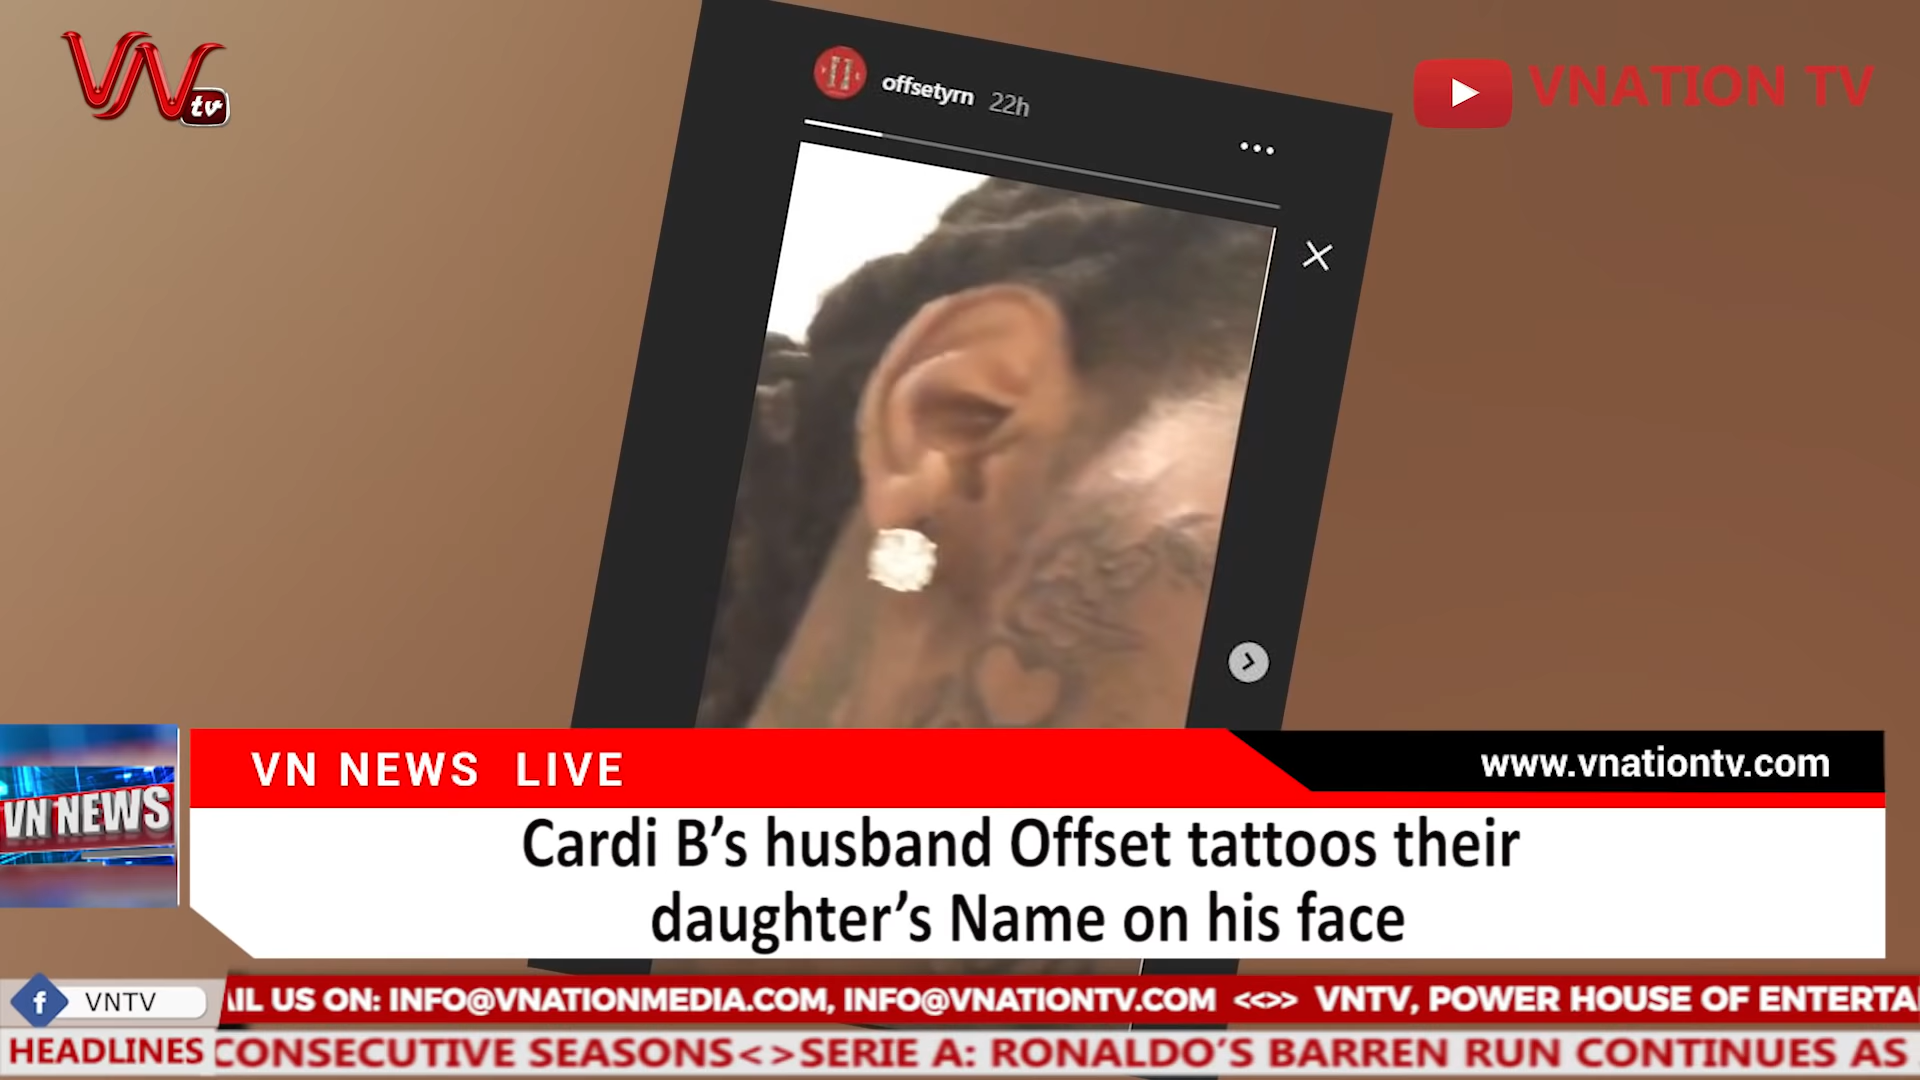 VN tv
offsetyrn 22h
VNATION TV
VN NEWS LIVE
www.vnationtv.com
VN NEWS
Cardi B’s husband Offset tattoos their
daughter’s Name on his face
VNTV
AIL US ON: INFO@VNATIONMEDIA.COM, INFO@VNATIONTV.COM <<>> VNTV, POWER HOUSE OF ENTERTA
HEADLINES
CONSECUTIVE SEASONS<>SERIE A: RONALDO’S BARREN RUN CONTINUES AS